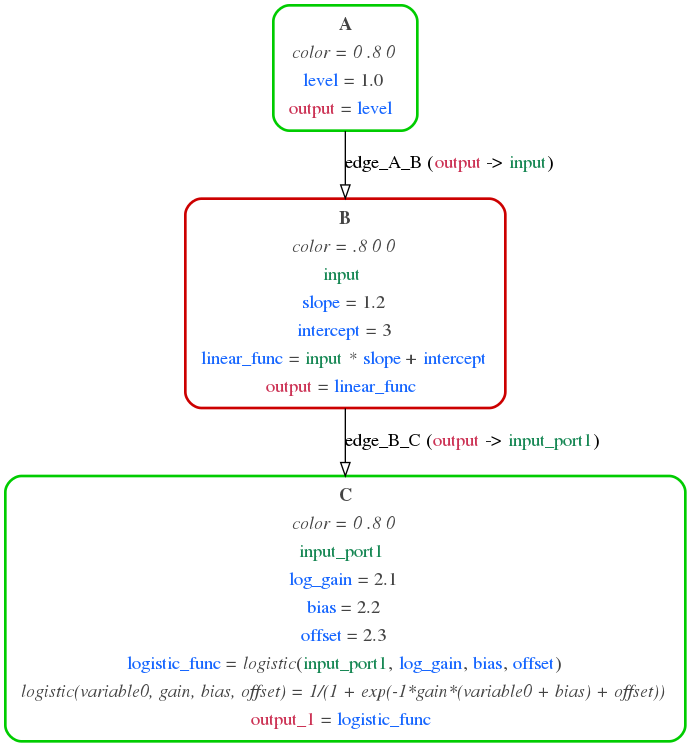 A
color = 0 .8 0
level = 1.0
output = level
edge_A_B (output -> input)
B
color = .8 0 0
input
slope = 1.2
intercept = 3
linear_func = input * slope + intercept
output = linear_func
edge_B_C (output -> input_port1)
C
color = 0 .8 0
input_port1
log_gain = 2.1
bias = 2.2
offset = 2.3
logistic_func = logistic(input_port1, log_gain, bias, offset)
logistic(variable0, gain, bias, offset) = 1/(1 + exp(-1*gain*(variable0 + bias) + offset))
output_1 = logistic_func